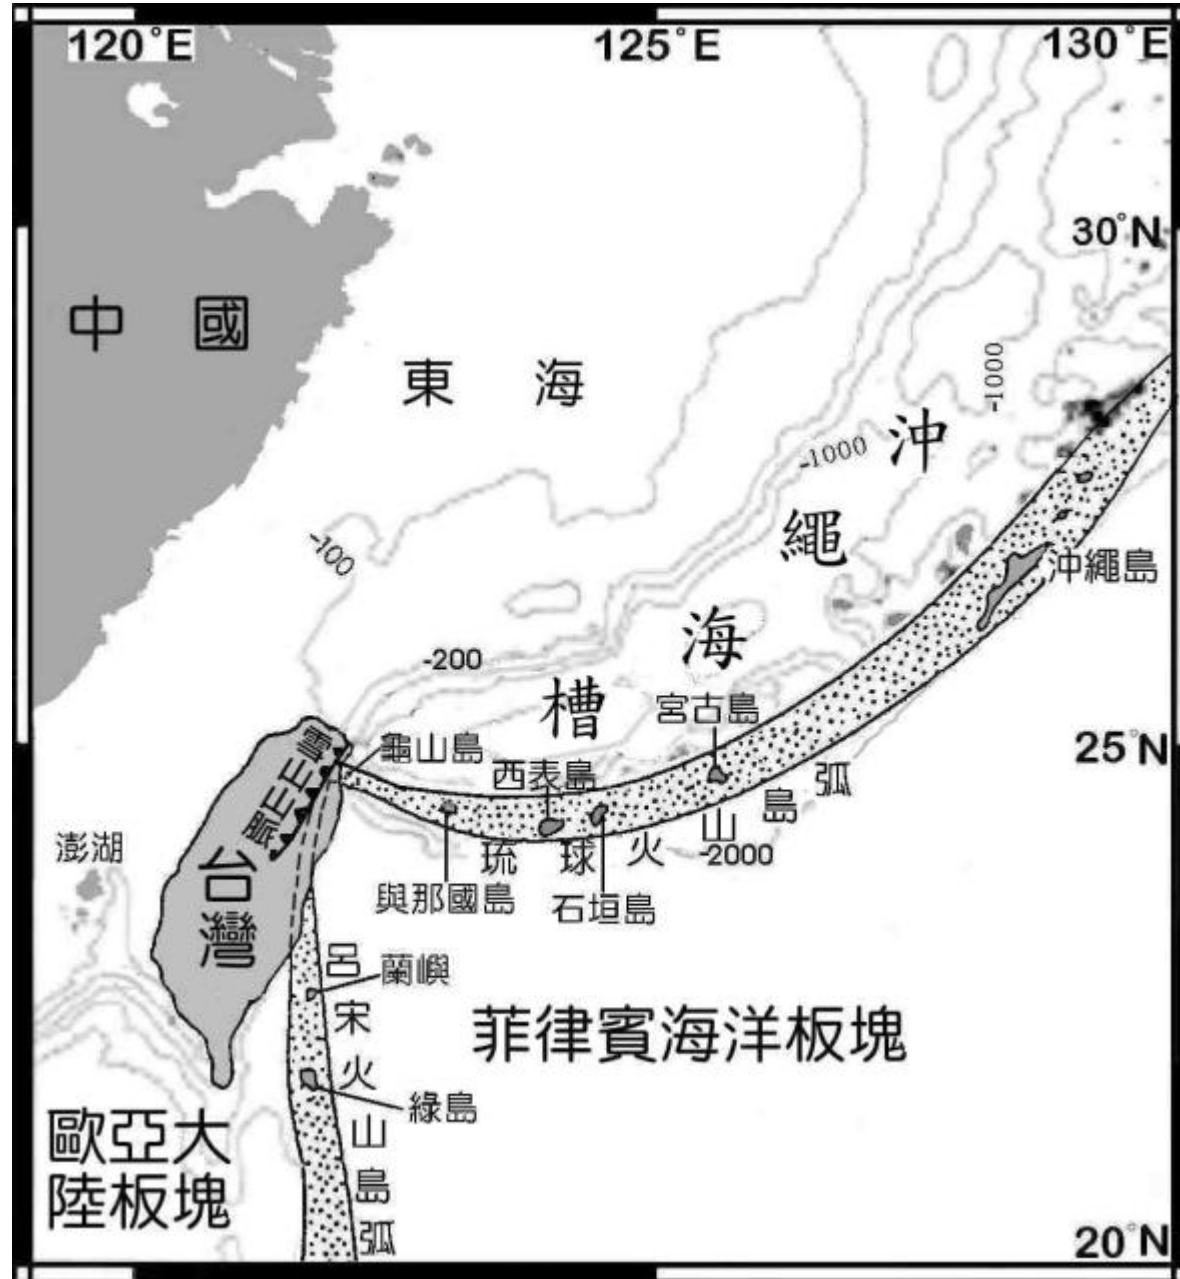 120°E
125°E
130°E
30°N
中 國
東 海
-1000
-1000
沖繩海槽
-100
沖繩島
-200
宮古島
25°N
雪山山脈
龜山島
西表島
琉球火山島弧
澎湖
-2000
台灣
與那國島
石垣島
呂宋火山島弧
蘭嶼
菲律賓海洋板塊
綠島
歐亞大
陸板塊
20°N